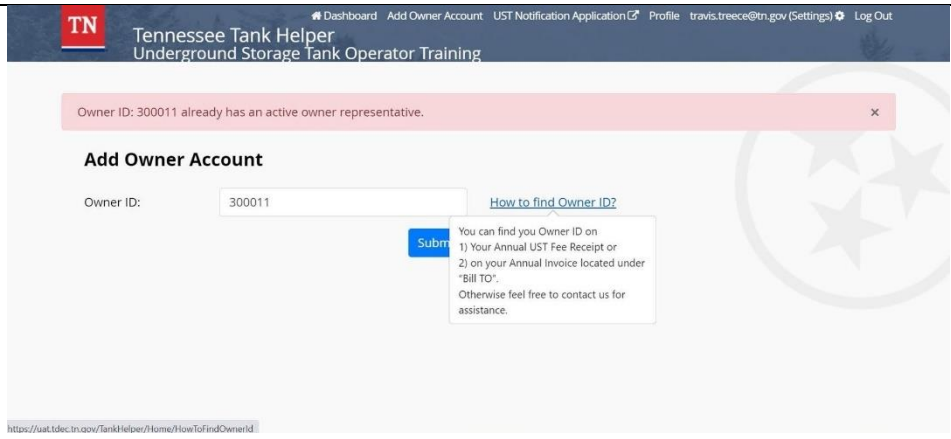 TN
Dashboard Add Owner Account UST Notification Application Profile travis.treece@tn.gov (Settings) Log Out
Tennessee Tank Helper
Underground Storage Tank Operator Training
Owner ID: 300011 already has an active owner representative. ×
Add Owner Account
Owner ID: 300011 How to find Owner ID?
Subm
You can find you Owner ID on
1) Your Annual UST Fee Receipt or
2) on your Annual Invoice located under
"Bill TO".
Otherwise feel free to contact us for
assistance.
https://uat.tdec.tn.gov/TankHelper/Home/HowToFindOwnerId